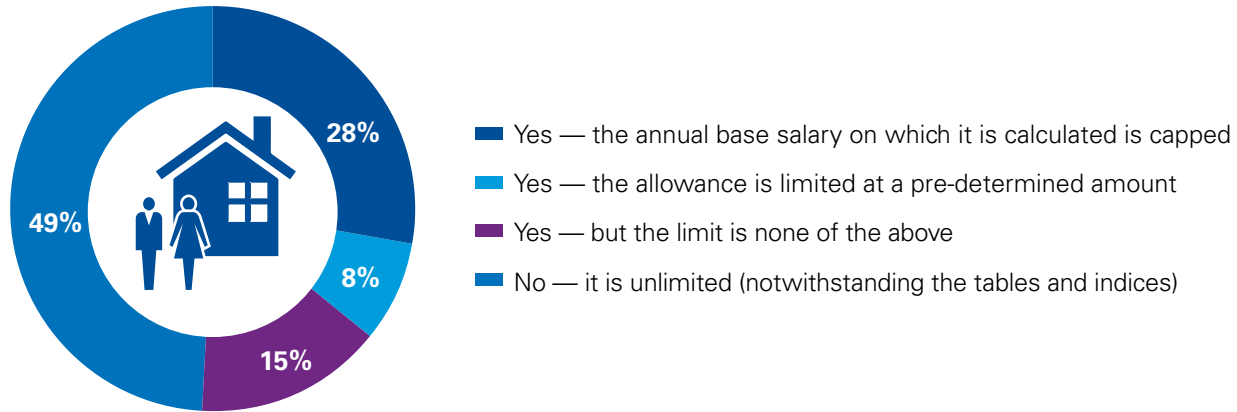 28%
8%
15%
49%
Yes — the annual base salary on which it is calculated is capped
Yes — the allowance is limited at a pre-determined amount
Yes — but the limit is none of the above
No — it is unlimited (notwithstanding the tables and indices)